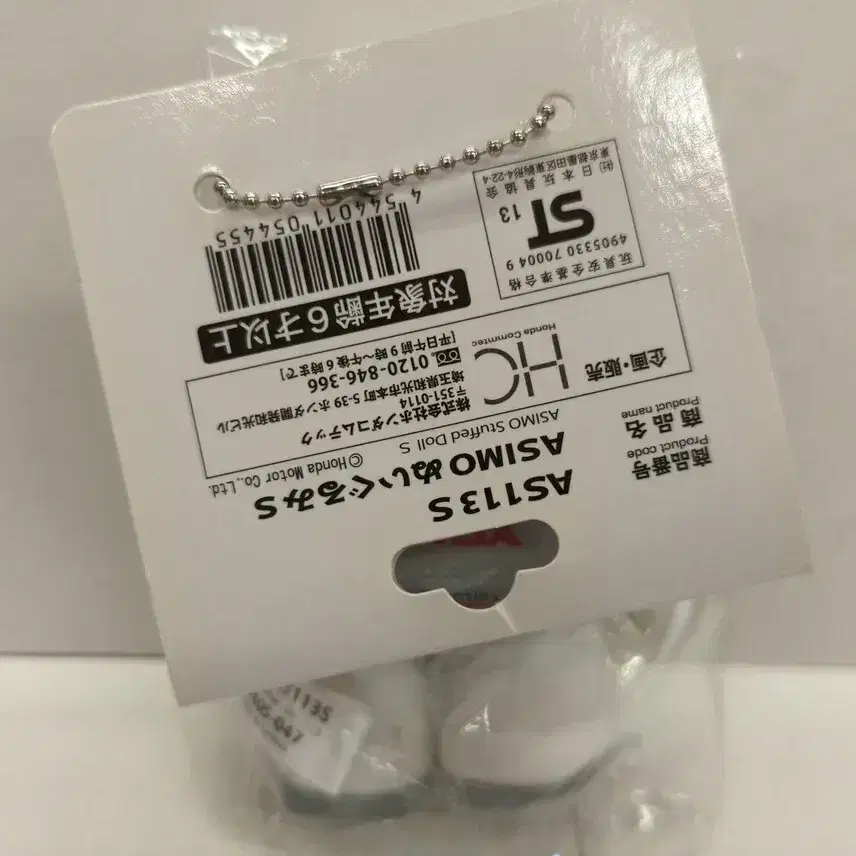 商品番号
Product code
AS113S
商品名
Product name
ASIMOぬいぐるみS
ASIMO Stuffed Doll S
© Honda Motor Co., Ltd.
企画・販売
HC
Honda Commtec
株式会社ホンダコムテック
〒351-0114
埼玉県和光市本町5-39 ホンダ開発和光ビル
0120-846-366
[平日午前9時〜午後6時まで]
対象年齢6才以上
玩具安全基準合格
4905330 70004 9
ST
13
㈳日本玩具協会
東京都墨田区東駒形4-22-4
4 544011 054455